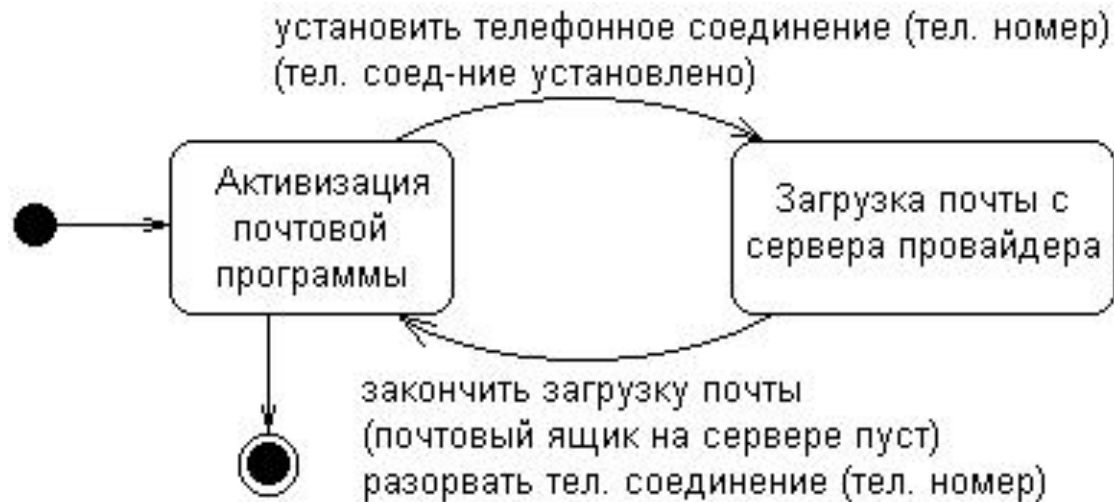 установить телефонное соединение (тел. номер)
(тел. соед-ние установлено)
Активизация
почтовой
программы
Загрузка почты с
сервера провайдера
закончить загрузку почты
(почтовый ящик на сервере пуст)
разорвать тел. соединение (тел. номер)